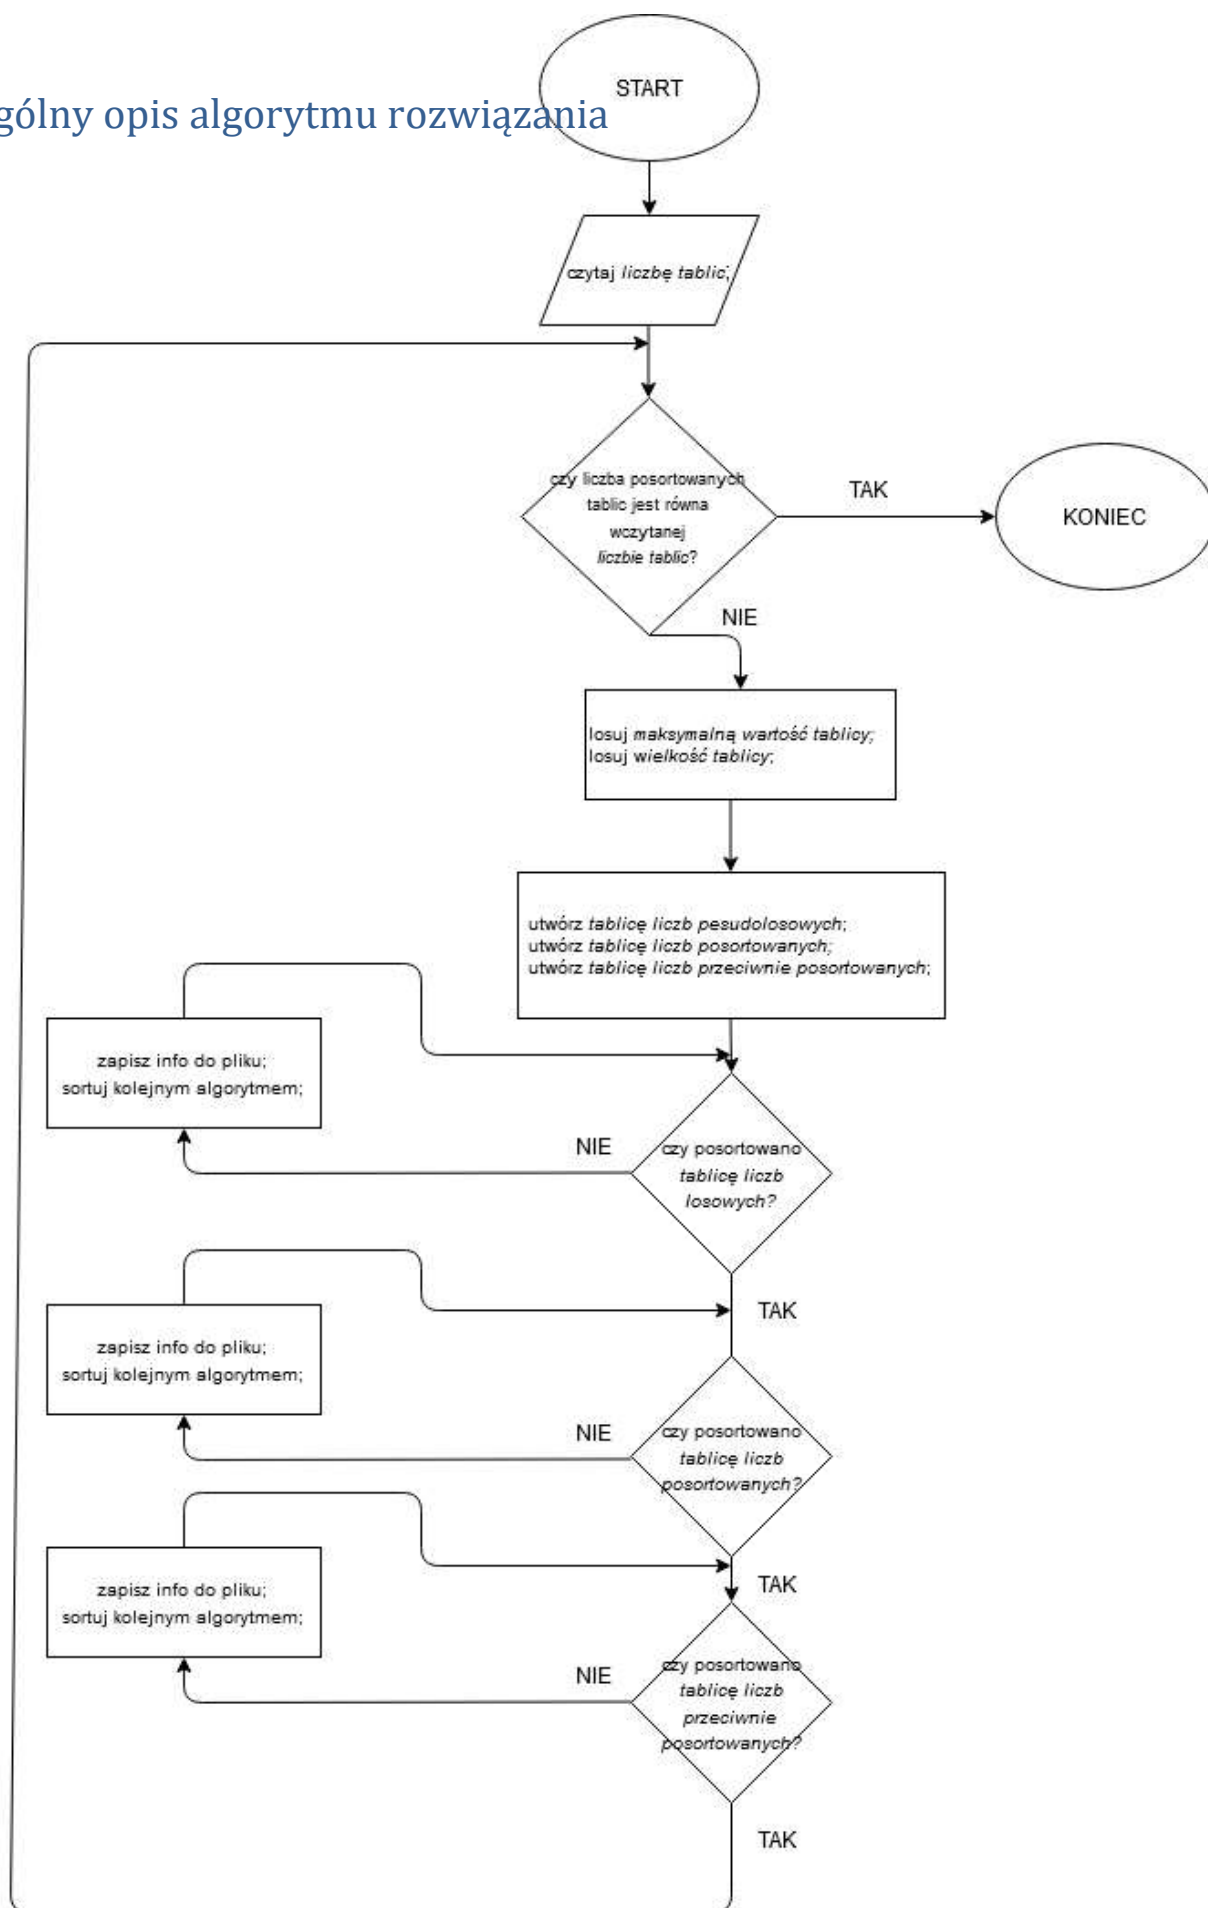 START
gólny opis algorytmu rozwiązania
czytaj liczbę tablic;
czy liczba posortowanych
tablic jest równa
wczytanej
liczbie tablic?
TAK
KONIEC
NIE
losuj maksymalną wartość tablicy;
losuj wielkość tablicy;
utwórz tablicę liczb pesudolosowych;
utwórz tablicę liczb posortowanych;
utwórz tablicę liczb przeciwnie posortowanych;
zapisz info do pliku;
sortuj kolejnym algorytmem;
NIE
czy posortowano
tablicę liczb
losowych?
TAK
zapisz info do pliku;
sortuj kolejnym algorytmem;
NIE
czy posortowano
tablicę liczb
posortowanych?
TAK
zapisz info do pliku;
sortuj kolejnym algorytmem;
NIE
czy posortowano
tablicę liczb
przeciwnie
posortowanych?
TAK